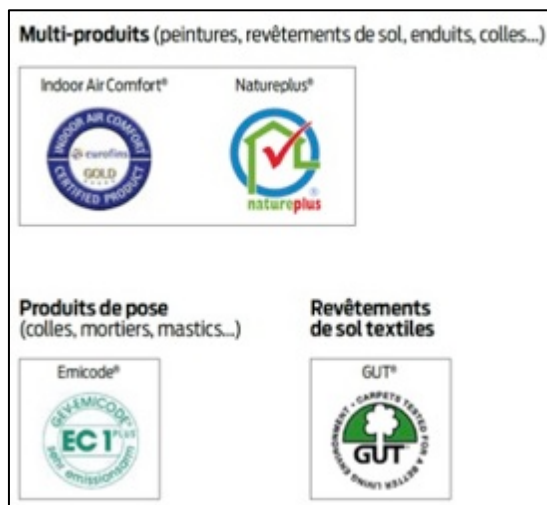 Multi-produits (peintures, revêtements de sol, enduits, colles...)
Indoor Air Comfort®
Natureplus®
INDOOR AIR COMFORT
eurofins
GOLD
CERTIFIED PRODUCT
natureplus
®
Produits de pose
(colles, mortiers, mastics...)
Revêtements
de sol textiles
Emicode®
GUT®
GEV-EMICODE®
EC 1 PLUS
sehr emissionsarm
CARPETS TESTED FOR A BETTER LIVING ENVIRONMENT •
GUT